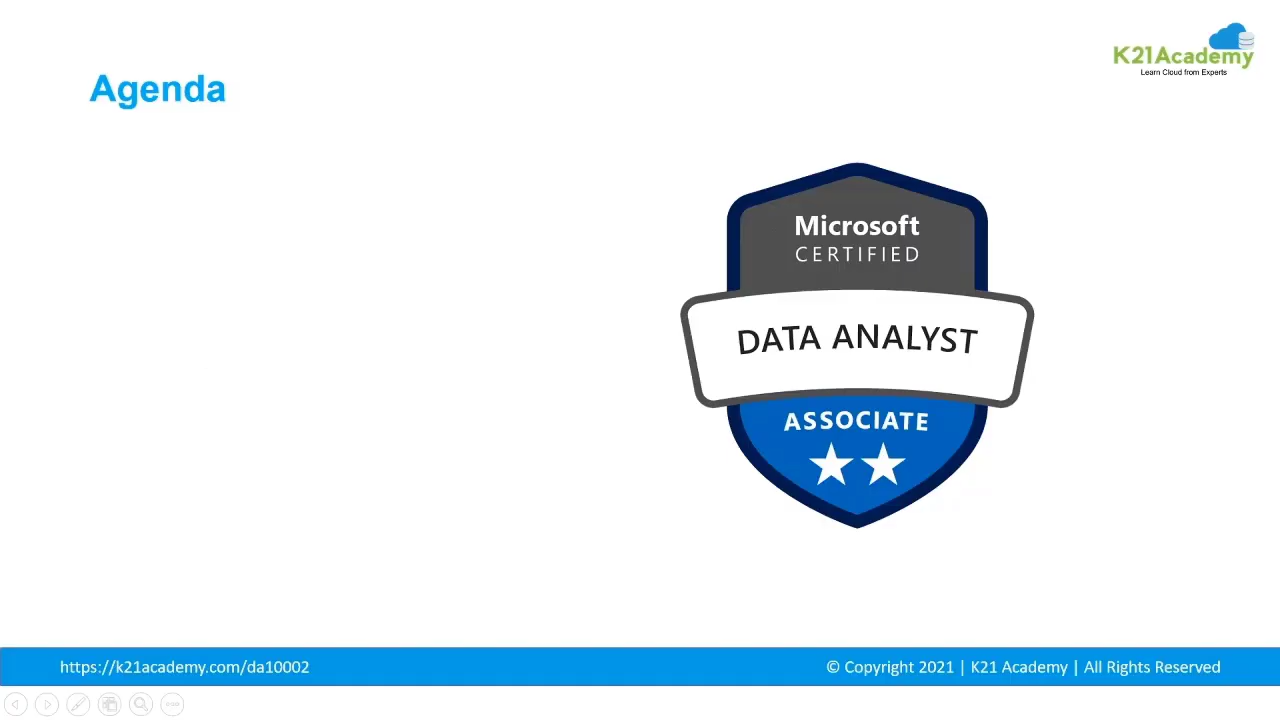 K21Academy
Learn Cloud from Experts
Agenda
Microsoft
CERTIFIED
DATA ANALYST
ASSOCIATE
https://k21academy.com/da10002
© Copyright 2021 | K21 Academy | All Rights Reserved